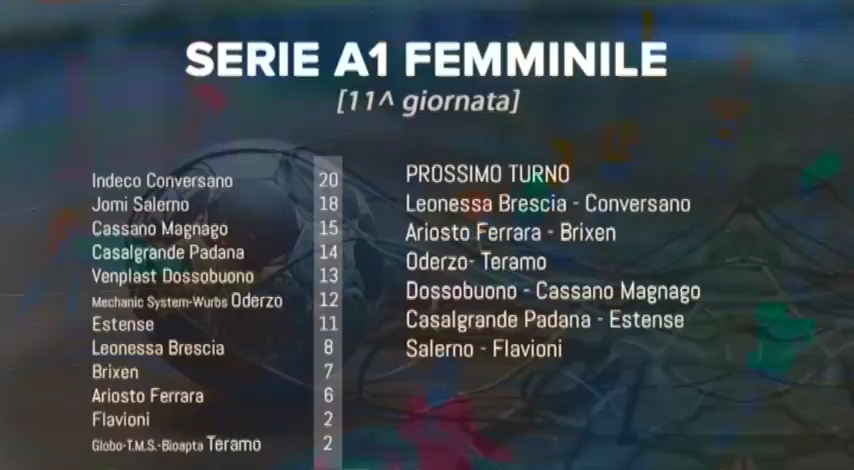 SERIE A1 FEMMINILE
[11^ giornata]
Indeco Conversano 20
Jomi Salerno 18
Cassano Magnago 15
Casalgrande Padana 14
Venplast Dossobuono 13
Mechanic System-Wurbs Oderzo 12
Estense 11
Leonessa Brescia 8
Brixen 7
Ariosto Ferrara 6
Flavioni 2
Globo-T.M.S.-Bioapta Teramo 2
PROSSIMO TURNO
Leonessa Brescia - Conversano
Ariosto Ferrara - Brixen
Oderzo- Teramo
Dossobuono - Cassano Magnago
Casalgrande Padana - Estense
Salerno - Flavioni